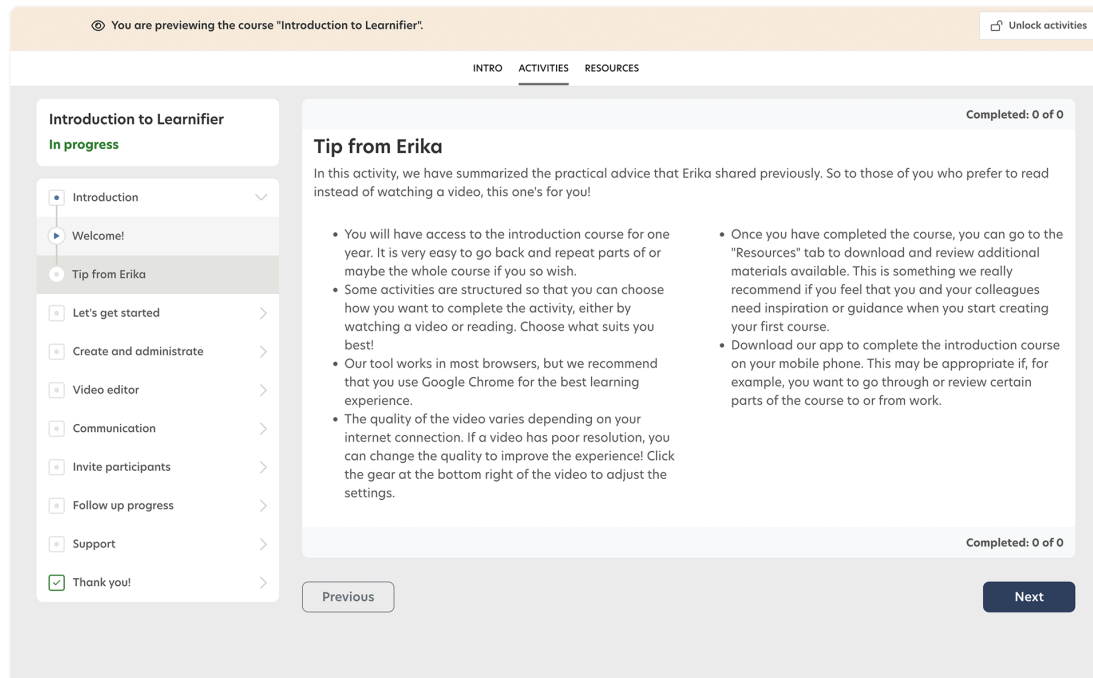 You are previewing the course "Introduction to Learnifier".
Unlock activities
INTRO
ACTIVITIES
RESOURCES
Introduction to Learnifier
In progress
Introduction
Welcome!
Tip from Erika
Let's get started
Create and administrate
Video editor
Communication
Invite participants
Follow up progress
Support
Thank you!
Completed: 0 of 0
Tip from Erika
In this activity, we have summarized the practical advice that Erika shared previously. So to those of you who prefer to read
instead of watching a video, this one's for you!
• You will have access to the introduction course for one
year. It is very easy to go back and repeat parts of or
maybe the whole course if you so wish.
• Some activities are structured so that you can choose
how you want to complete the activity, either by
watching a video or reading. Choose what suits you
best!
• Our tool works in most browsers, but we recommend
that you use Google Chrome for the best learning
experience.
• The quality of the video varies depending on your
internet connection. If a video has poor resolution, you
can change the quality to improve the experience! Click
the gear at the bottom right of the video to adjust the
settings.
• Once you have completed the course, you can go to the
"Resources" tab to download and review additional
materials available. This is something we really
recommend if you feel that you and your colleagues
need inspiration or guidance when you start creating
your first course.
• Download our app to complete the introduction course
on your mobile phone. This may be appropriate if, for
example, you want to go through or review certain
parts of the course to or from work.
Completed: 0 of 0
Previous
Next